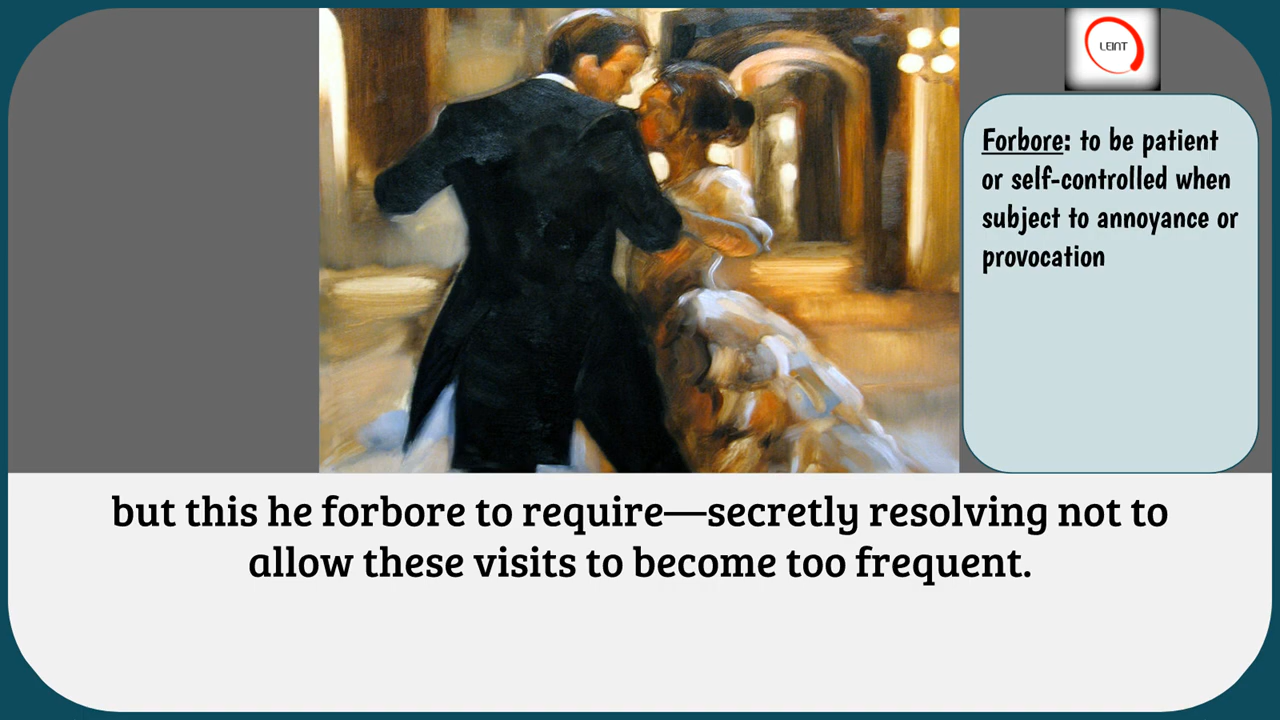 LEINT
Forbore: to be patient
or self-controlled when
subject to annoyance or
provocation
but this he forbore to require—secretly resolving not to
allow these visits to become too frequent.